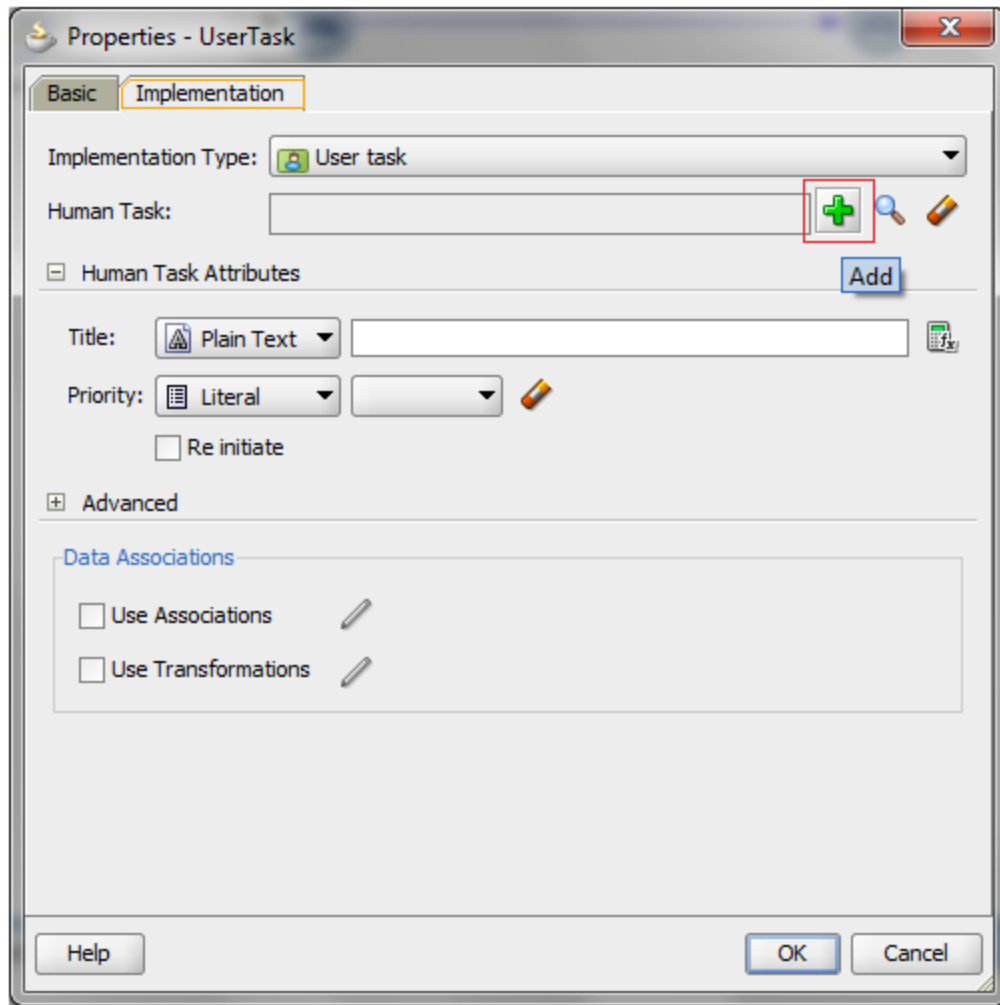 Properties - UserTask
Basic Implementation
Implementation Type: User task
Human Task:
Human Task Attributes
Add
Title: Plain Text
Priority: Literal
Re initiate
Advanced
Data Associations
Use Associations
Use Transformations
Help OK Cancel